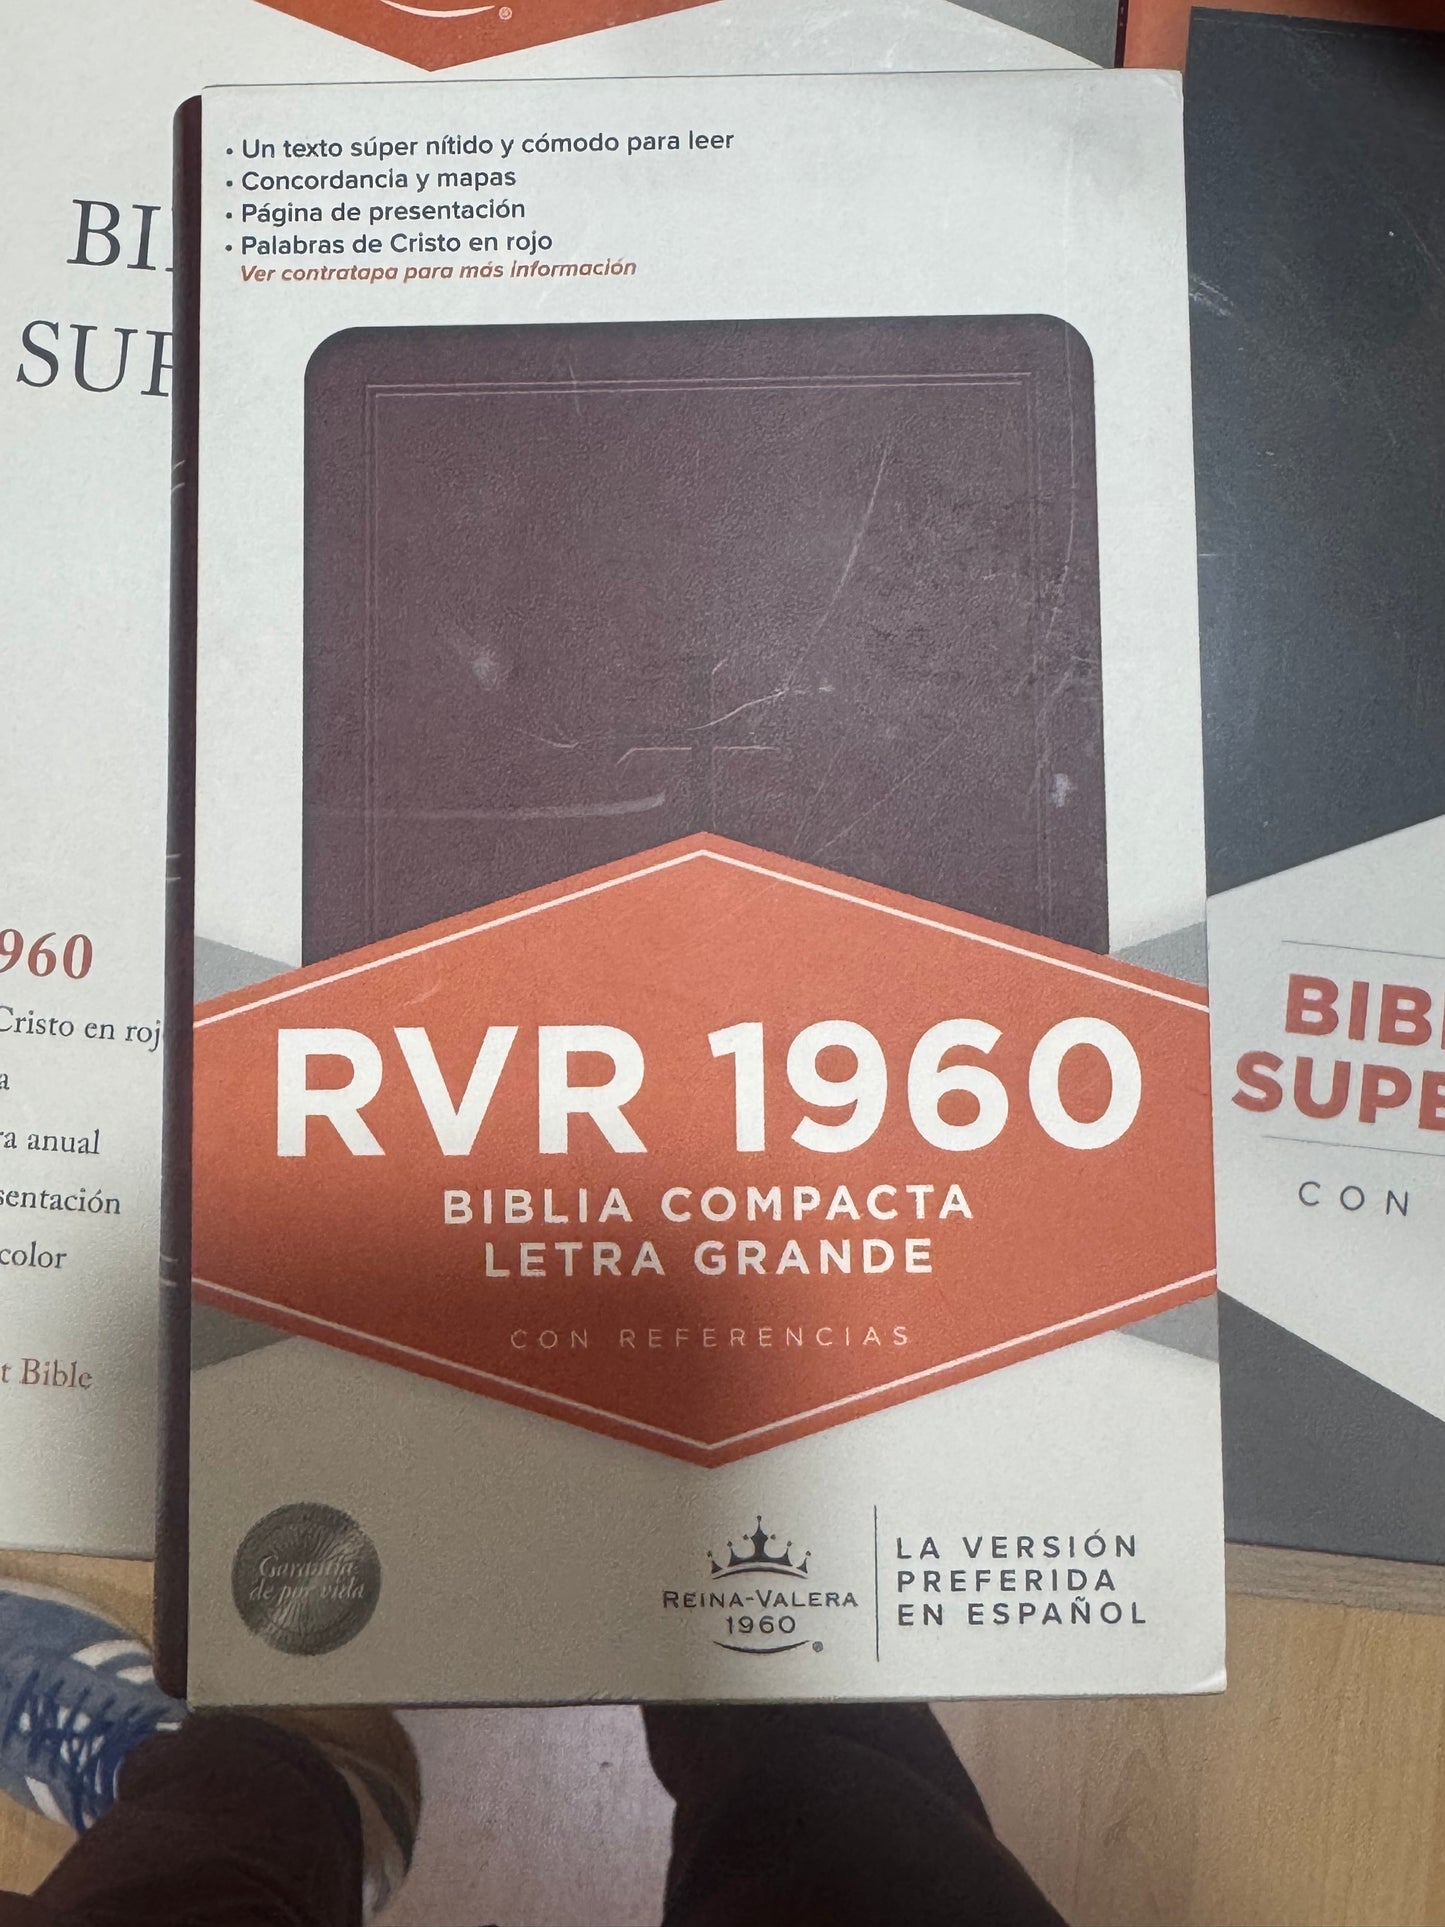 • Un texto súper nítido y cómodo para leer
• Concordancia y mapas
• Página de presentación
• Palabras de Cristo en rojo
Ver contratapa para más información
RVR 1960
BIBLIA COMPACTA
LETRA GRANDE
CON REFERENCIAS
Garantía
de por vida
REINA-VALERA
1960
®
LA VERSIÓN
PREFERIDA
EN ESPAÑOL
BI
SUP
960
Cristo en roj
a
ra anual
sentación
color
t Bible
BIB
SUPE
CON
®